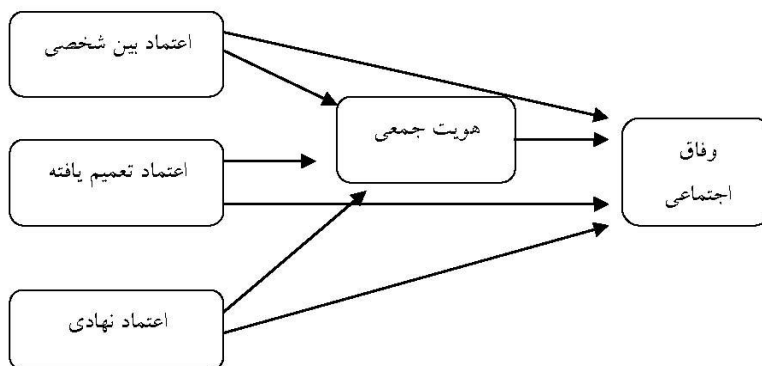 اعتماد بین شخصی
هویت جمعی
وفاق
اجتماعی
اعتماد تعمیم یافته
اعتماد نهادی